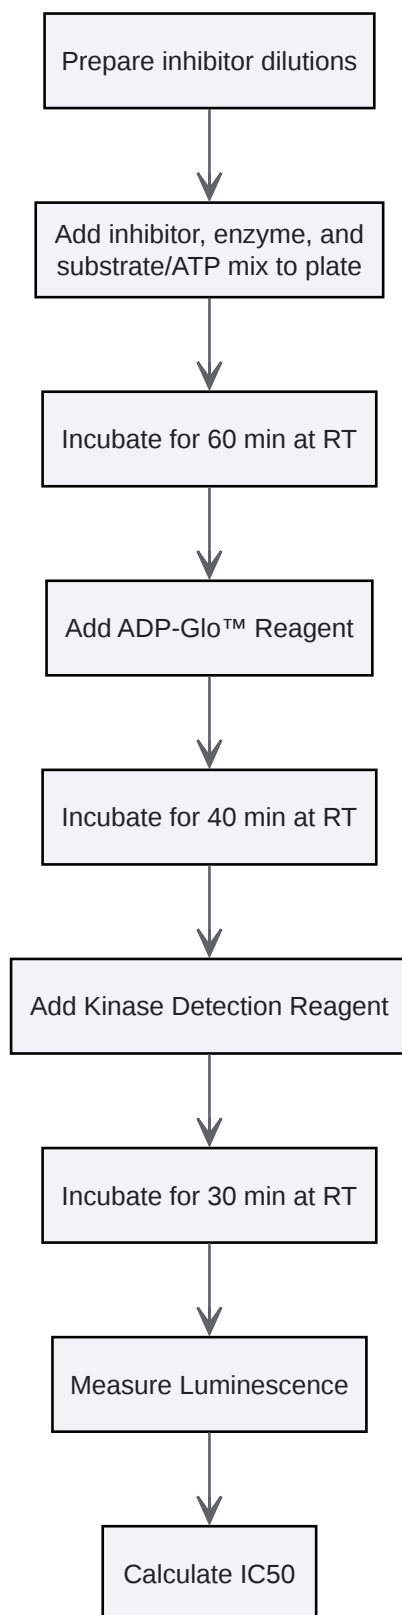 Prepare inhibitor dilutions
Add inhibitor, enzyme, and
substrate/ATP mix to plate
Incubate for 60 min at RT
Add ADP-Glo™ Reagent
Incubate for 40 min at RT
Add Kinase Detection Reagent
Incubate for 30 min at RT
Measure Luminescence
Calculate IC50